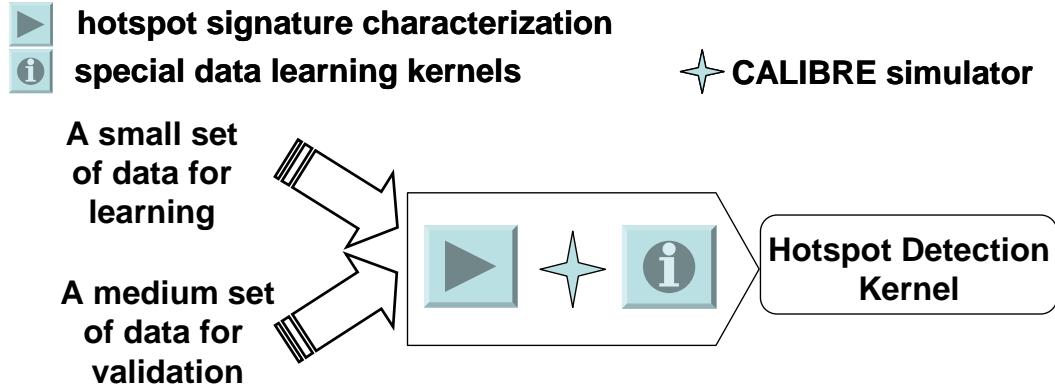 hotspot signature characterization
special data learning kernels
CALIBRE simulator
A small set
of data for
learning
A medium set
of data for
validation
Hotspot Detection
Kernel